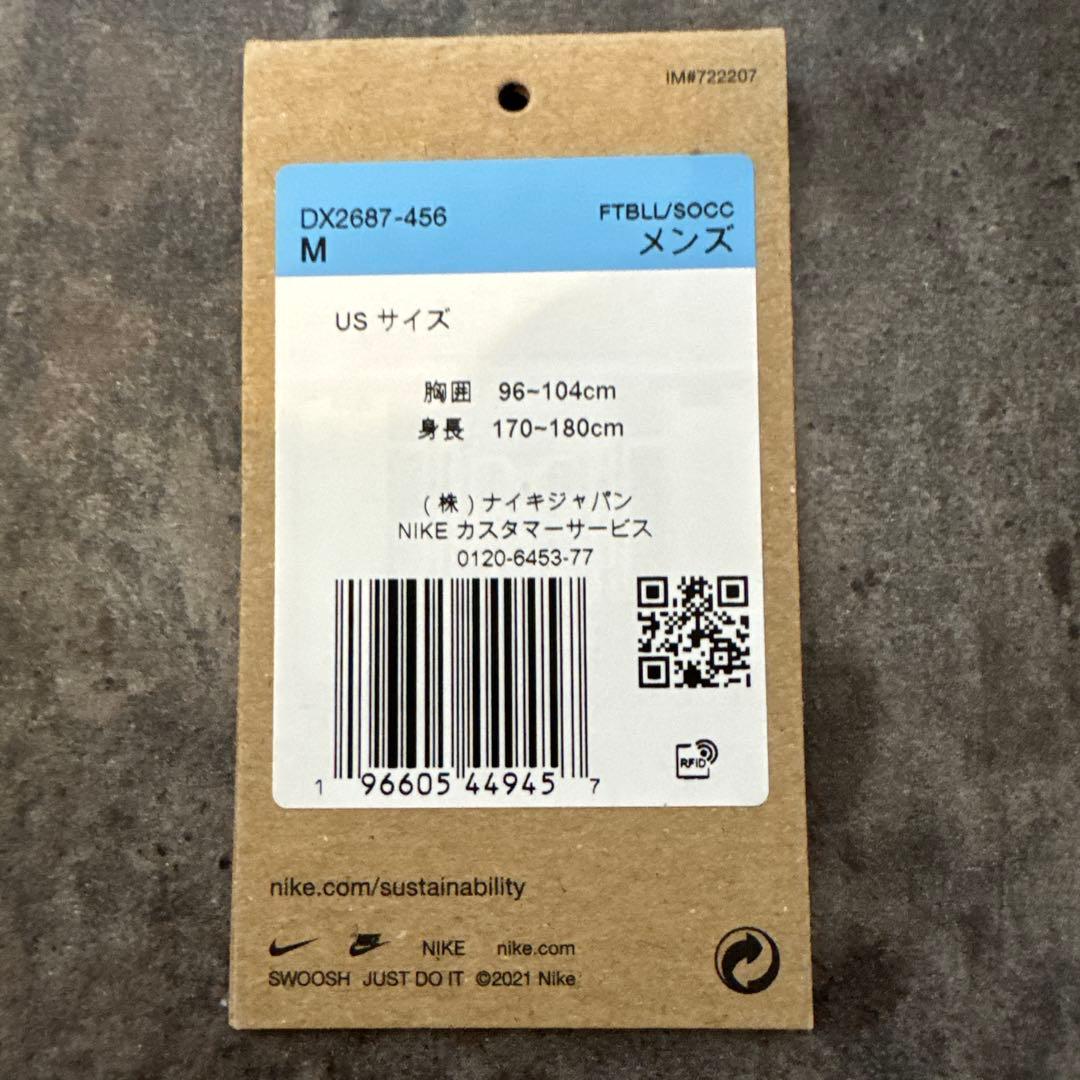 IM#722207
DX2687-456
FTBLL/SOCC
M
メンズ
US サイズ
胸囲 96~104cm
身長 170~180cm
(株)ナイキジャパン
NIKE カスタマーサービス
0120-6453-77
RFID
1 96605 44945 7
nike.com/sustainability
NIKE nike.com
SWOOSH JUST DO IT ©2021 Nike